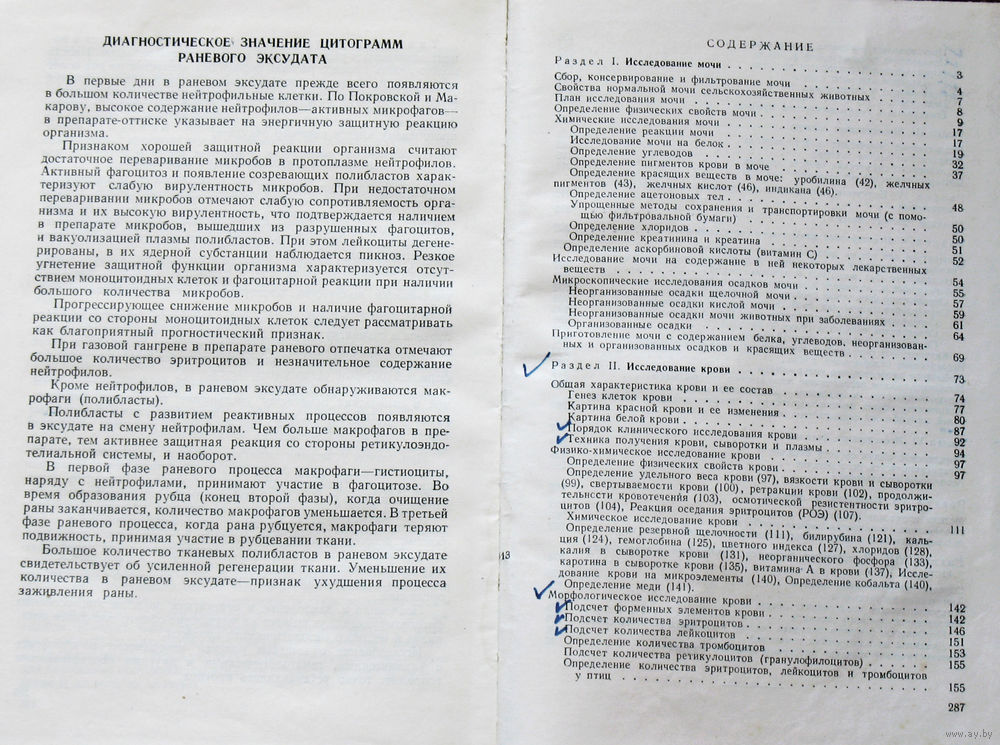 ДИАГНОСТИЧЕСКОЕ ЗНАЧЕНИЕ ЦИТОГРАММ
РАНЕВОГО ЭКСУДАТА
В первые дни в раневом эксудате прежде всего появляются
в большом количестве нейтрофильные клетки. По Покровской и Ма-
карову, высокое содержание нейтрофилов—активных микрофагов—
в препарате-оттиске указывает на энергичную защитную реакцию
организма.
Признаком хорошей защитной реакции организма считают
достаточное переваривание микробов в протоплазме нейтрофилов.
Активный фагоцитоз и появление созревающих полибластов харак-
теризуют слабую вирулентность микробов. При недостаточном
переваривании микробов отмечают слабую сопротивляемость орга-
низма и их высокую вирулентность, что подтверждается наличием
в препарате микробов, вышедших из разрушенных фагоцитов,
и вакуолизацией плазмы полибластов. При этом лейкоциты дегене-
рированы, в их ядерной субстанции наблюдается пикноз. Резкое
угнетение защитной функции организма характеризуется отсут-
ствием моноцитоидных клеток и фагоцитарной реакции при наличии
большого количества микробов.
Прогрессирующее снижение микробов и наличие фагоцитарной
реакции со стороны моноцитоидных клеток следует рассматривать
как благоприятный прогностический признак.
При газовой гангрене в препарате раневого отпечатка отмечают
большое количество эритроцитов и незначительное содержание
нейтрофилов.
Кроме нейтрофилов, в раневом эксудате обнаруживаются мак-
рофаги (полибласты).
Полибласты с развитием реактивных процессов появляются
в эксудате на смену нейтрофилам. Чем больше макрофагов в пре-
парате, тем активнее защитная реакция со стороны ретикулоэндо-
телиальной системы, и наоборот.
В первой фазе раневого процесса макрофаги—гистиоциты,
наряду с нейтрофилами, принимают участие в фагоцитозе. Во
время образования рубца (конец второй фазы), когда очищение
раны заканчивается, количество макрофагов уменьшается. В третьей
фазе раневого процесса, когда рана рубцуется, макрофаги теряют
подвижность, принимая участие в рубцевании ткани.
Большое количество тканевых полибластов в раневом эксудате
свидетельствует об усиленной регенерации ткани. Уменьшение их
количества в раневом эксудате—признак ухудшения процесса
заживления раны.
СОДЕРЖАНИЕ
Раздел I. Исследование мочи 3
Сбор, консервирование и фильтрование мочи 4
Свойства нормальной мочи сельскохозяйственных животных 7
План исследования мочи 8
Определение физических свойств мочи 9
Химические исследования мочи 17
Определение реакции мочи 17
Исследование мочи на белок 19
Определение углеводов 32
Определение пигментов крови в моче 37
Определение красящих веществ в моче: уробилина (42), желчных
пигментов (43), желчных кислот (46), индикана (46).
Определение ацетоновых тел 48
Упрощенные методы сохранения и транспортировки мочи (с помо-
щью фильтровальной бумаги) 50
Определение хлоридов 50
Определение креатинина и креатина 51
Определение аскорбиновой кислоты (витамин С) 52
Исследование мочи на содержание в ней некоторых лекарственных
веществ 54
Микроскопические исследования осадков мочи 55
Неорганизованные осадки щелочной мочи 57
Неорганизованные осадки кислой мочи 59
Неорганизованные осадки мочи животных при заболеваниях 61
Организованные осадки 64
Приготовление мочи с содержанием белка, углеводов, неорганизован-
ных и организованных осадков и красящих веществ 69
Раздел II. Исследование крови 73
Общая характеристика крови и ее состав 74
Генез клеток крови 77
Картина красной крови и ее изменения 80
Картина белой крови 87
Порядок клинического исследования крови 92
Техника получения крови, сыворотки и плазмы 94
Физико-химическое исследование крови 97
Определение физических свойств крови 97
Определение удельного веса крови (97), вязкости крови и сыворотки
(99), свертываемости крови (100), ретракции крови (102), продолжи-
тельности кровотечения (103), осмотической резистентности эритро-
цитов (104), Реакция оседания эритроцитов (РОЭ) (107).
Химическое исследование крови 111
Определение резервной щелочности (111), билирубина (121), каль-
ция (124), гемоглобина (125), цветного индекса (127), хлоридов (128),
калия в сыворотке крови (131), неорганического фосфора (133),
каротина в сыворотке крови (135), витамина А в крови (137), Иссле-
дование крови на микроэлементы (140), Определение кобальта (140),
Определение меди (141).
Морфологическое исследование крови 142
Подсчет форменных элементов крови 142
Подсчет количества эритроцитов 146
Подсчет количества лейкоцитов 151
Определение количества тромбоцитов 153
Подсчет количества ретикулоцитов (гранулофилоцитов) 155
Определение количества эритроцитов, лейкоцитов и тромбоцитов
у птиц 155
287
www.ay.by